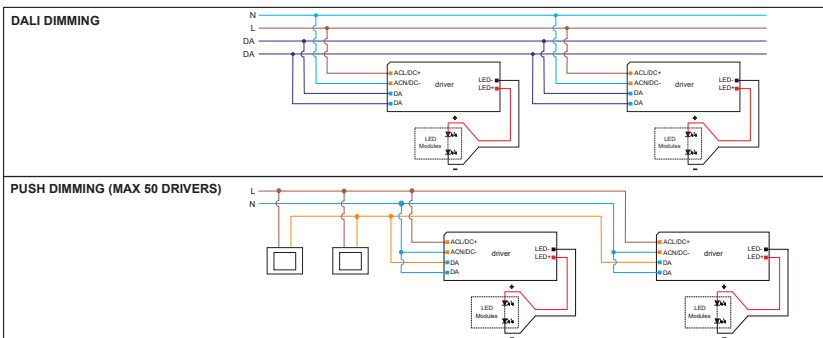 DALI DIMMING
N
L
DA
DA
ACL/DC+
ACN/DC-
DA
DA
driver
LED-
LED+
+
LED
Modules
-
ACL/DC+
ACN/DC-
DA
DA
driver
LED-
LED+
+
LED
Modules
-
PUSH DIMMING (MAX 50 DRIVERS)
L
N
ACL/DC+
ACN/DC-
DA
DA
driver
LED-
LED+
+
LED
Modules
-
ACL/DC+
ACN/DC-
DA
DA
driver
LED-
LED+
+
LED
Modules
-